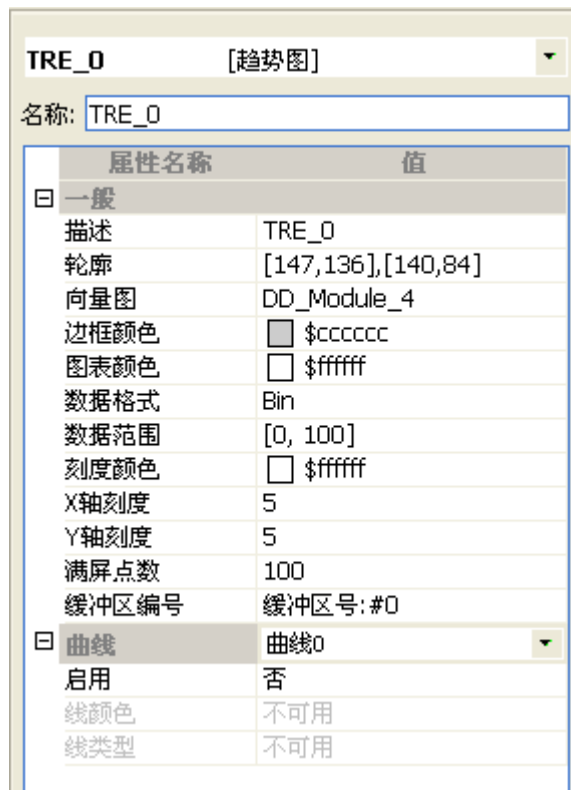 TRE_0 [趋势图]
名称: TRE_0
属性名称 值
一般
描述 TRE_0
轮廓 [147,136],[140,84]
向量图 DD_Module_4
边框颜色 $cccccc
图表颜色 $ffffff
数据格式 Bin
数据范围 [0, 100]
刻度颜色 $ffffff
X轴刻度 5
Y轴刻度 5
满屏点数 100
缓冲区编号 缓冲区号:#0
曲线 曲线0
启用 否
线颜色 不可用
线类型 不可用